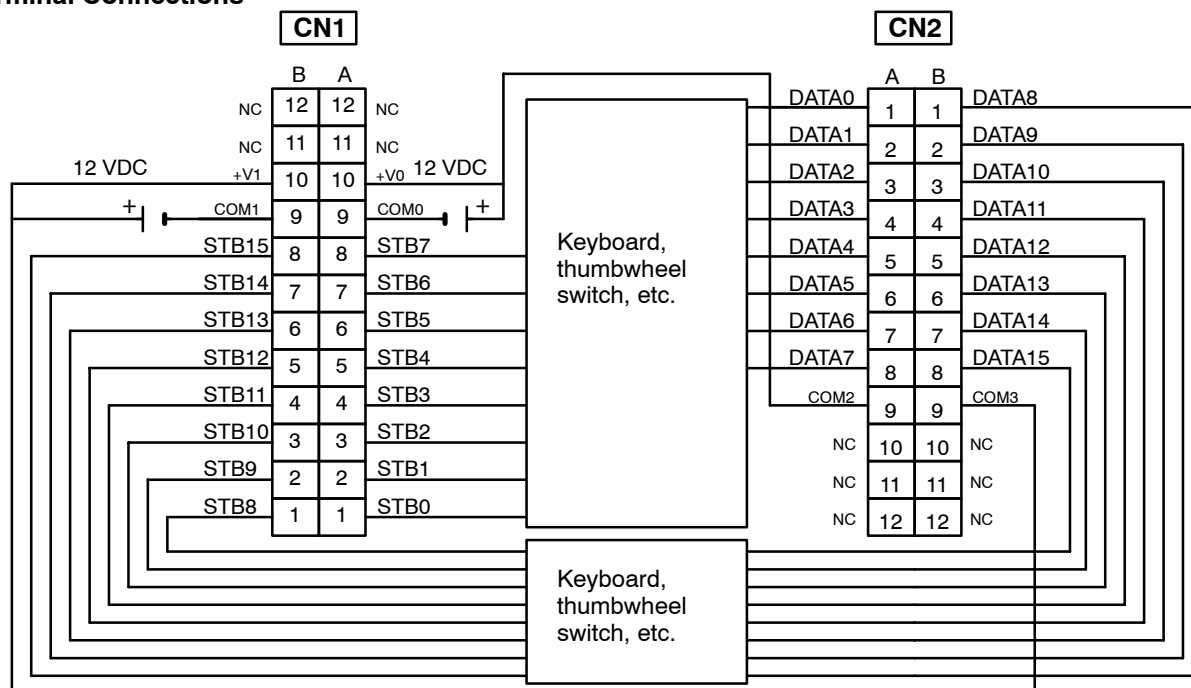 rminal Connections
CN1
CN2
B A
A B
NC 12 12 NC
NC 11 11 NC
12 VDC +V1 10 10 +V0 12 VDC
+ COM1 9 9 COM0 +
STB15 8 8 STB7
STB14 7 7 STB6
STB13 6 6 STB5
STB12 5 5 STB4
STB11 4 4 STB3
STB10 3 3 STB2
STB9 2 2 STB1
STB8 1 1 STB0
Keyboard,
thumbwheel
switch, etc.
DATA0 1 1 DATA8
DATA1 2 2 DATA9
DATA2 3 3 DATA10
DATA3 4 4 DATA11
DATA4 5 5 DATA12
DATA5 6 6 DATA13
DATA6 7 7 DATA14
DATA7 8 8 DATA15
COM2 9 9 COM3
NC 10 10 NC
NC 11 11 NC
NC 12 12 NC
Keyboard,
thumbwheel
switch, etc.